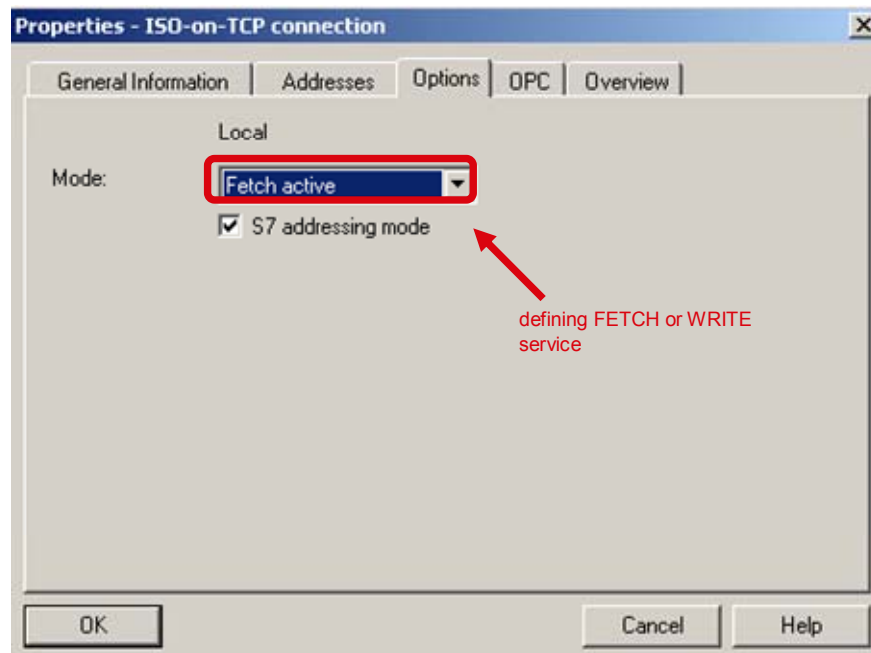 Properties - ISO-on-TCP connection
General Information
Addresses
Options
OPC
Overview
Local
Mode:
Fetch active
S7 addressing mode
defining FETCH or WRITE
service
OK
Cancel
Help